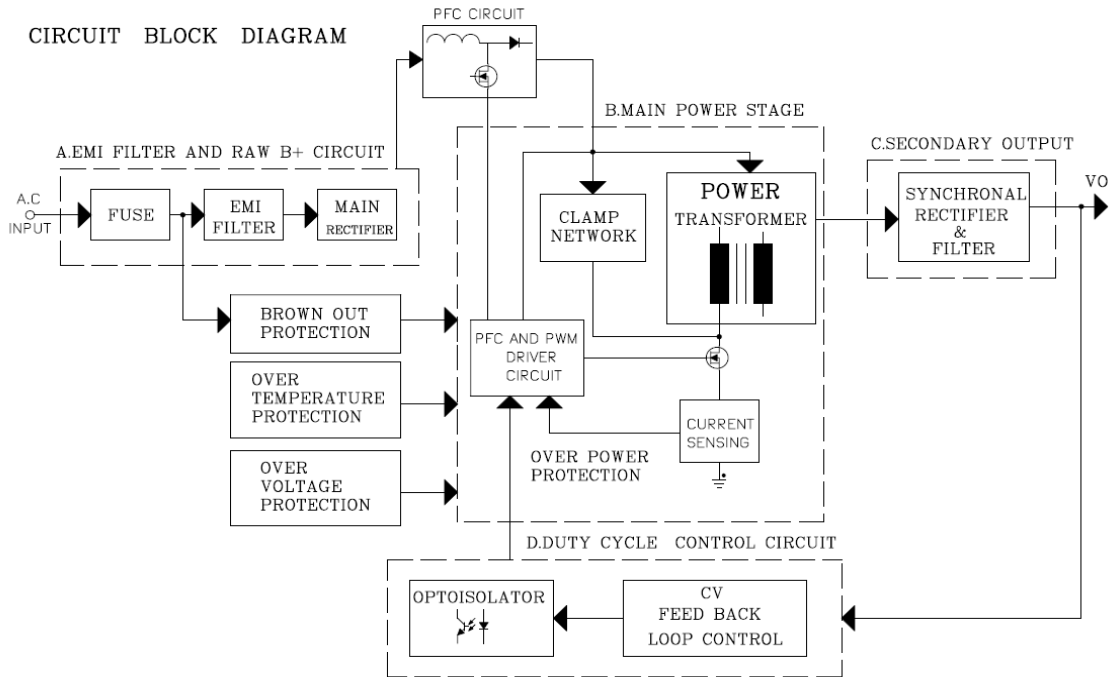 CIRCUIT BLOCK DIAGRAM
PFC CIRCUIT
A.EMI FILTER AND RAW B+ CIRCUIT
A.C
INPUT
FUSE
EMI
FILTER
MAIN
RECTIFIER
B.MAIN POWER STAGE
CLAMP
NETWORK
POWER
TRANSFORMER
C.SECONDARY OUTPUT
SYNCHRONAL
RECTIFIER
&
FILTER
VO
BROWN OUT
PROTECTION
OVER
TEMPERATURE
PROTECTION
OVER
VOLTAGE
PROTECTION
PFC AND PWM
DRIVER
CIRCUIT
CURRENT
SENSING
OVER POWER
PROTECTION
D.DUTY CYCLE CONTROL CIRCUIT
OPTOISOLATOR
CV
FEED BACK
LOOP CONTROL